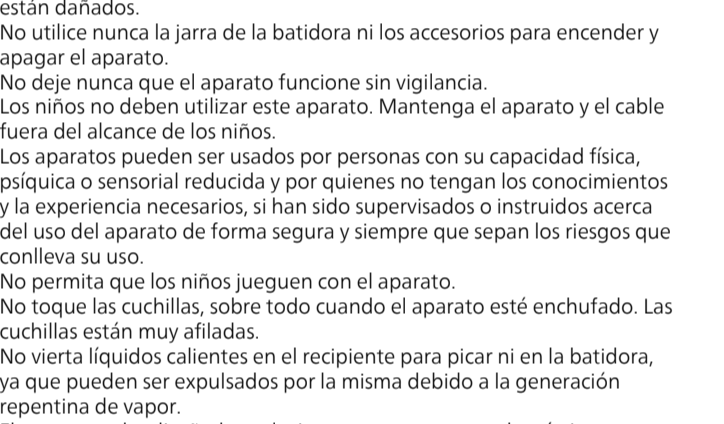 están dañados.
No utilice nunca la jarra de la batidora ni los accesorios para encender y
apagar el aparato.
No deje nunca que el aparato funcione sin vigilancia.
Los niños no deben utilizar este aparato. Mantenga el aparato y el cable
fuera del alcance de los niños.
Los aparatos pueden ser usados por personas con su capacidad física,
psíquica o sensorial reducida y por quienes no tengan los conocimientos
y la experiencia necesarios, si han sido supervisados o instruidos acerca
del uso del aparato de forma segura y siempre que sepan los riesgos que
conlleva su uso.
No permita que los niños jueguen con el aparato.
No toque las cuchillas, sobre todo cuando el aparato esté enchufado. Las
cuchillas están muy afiladas.
No vierta líquidos calientes en el recipiente para picar ni en la batidora,
ya que pueden ser expulsados por la misma debido a la generación
repentina de vapor.